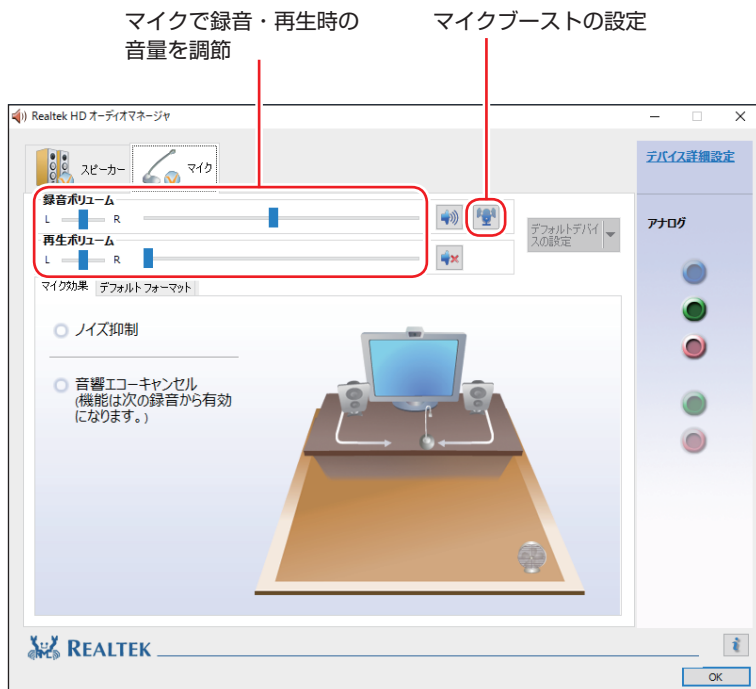 マイクで録音・再生時の
音量を調節
マイクブーストの設定
Realtek HD オーディオマネージャ
スピーカー
マイク
デバイス詳細設定
録音ボリューム
L R
デフォルトデバイ
スの設定
アナログ
再生ボリューム
L R
マイク効果 デフォルト フォーマット
ノイズ抑制
音響エコーキャンセル
(機能は次の録音から有効
になります。)
REALTEK
i
OK